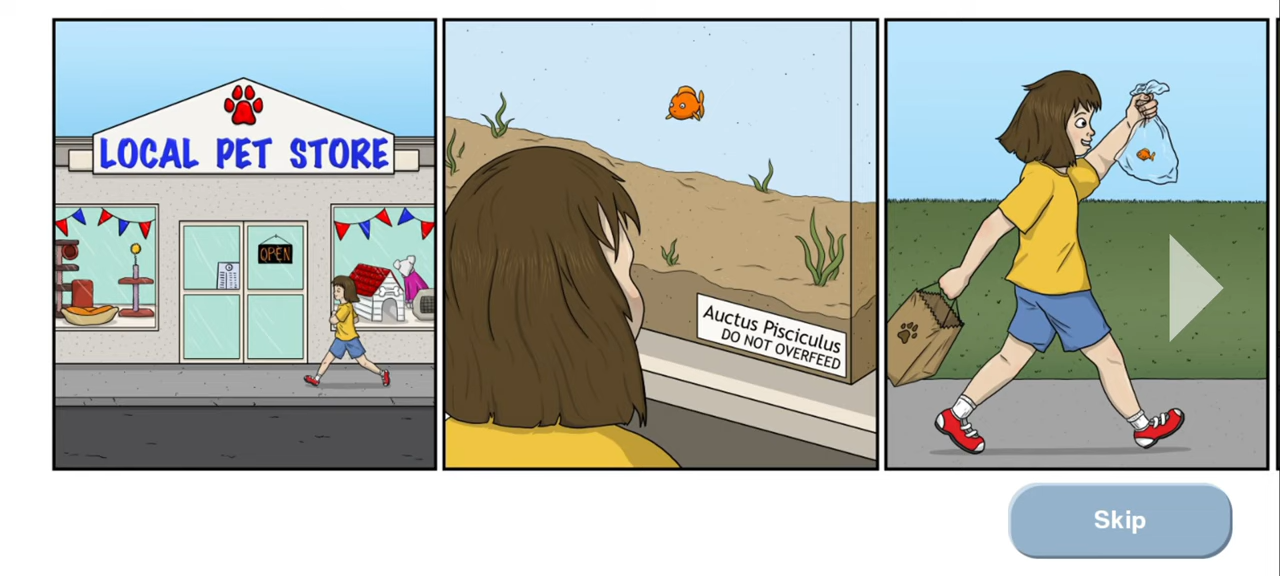 LOCAL PET STORE
OPEN
Auctus Pisciculus
DO NOT OVERFEED
Skip